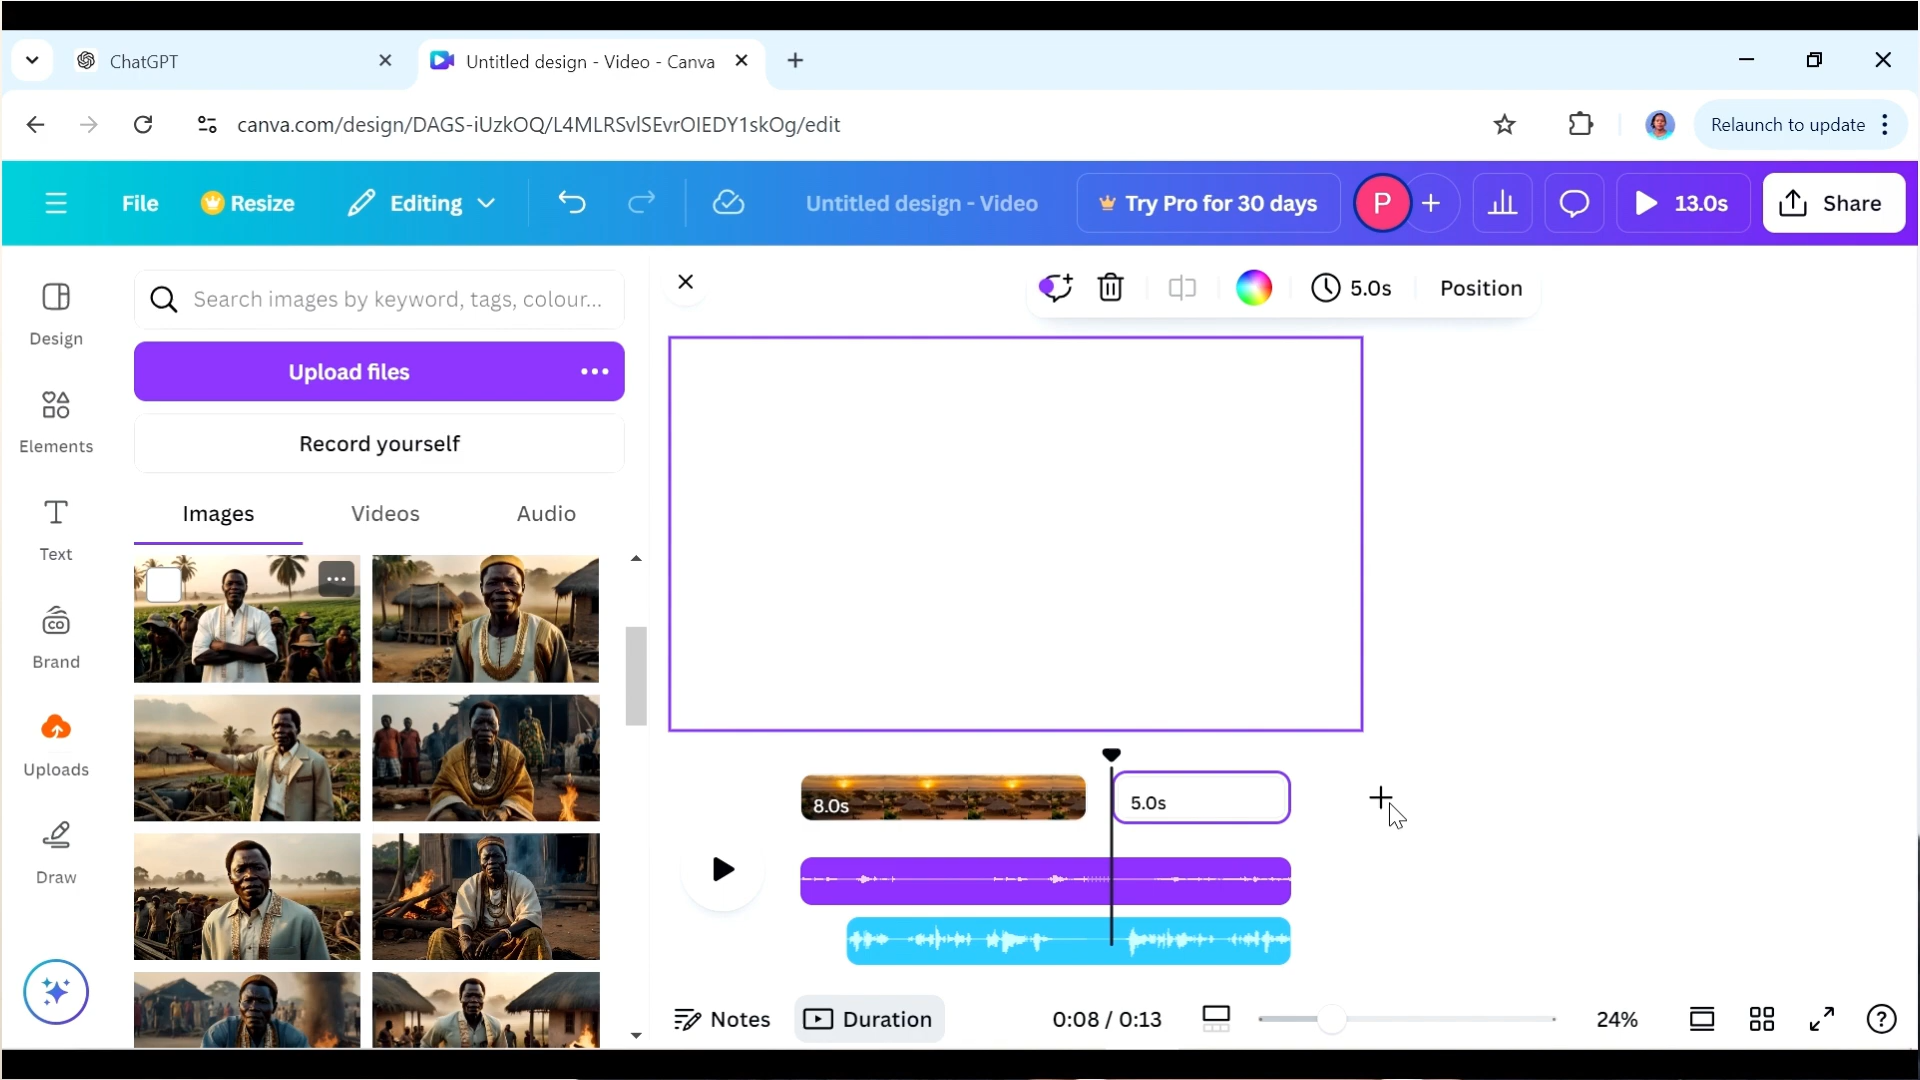 ChatGPT
Untitled design - Video - Canva
canva.com/design/DAGS-iUzkOQ/L4MLRSvlSEvrOIEDY1skOg/edit
Relaunch to update
File
Resize
Editing
Untitled design - Video
Try Pro for 30 days
P
13.0s
Share
Design
Elements
Text
Brand
Uploads
Draw
Search images by keyword, tags, colour...
Upload files
Record yourself
Images
Videos
Audio
5.0s
Position
8.0s
5.0s
Notes
Duration
0:08 / 0:13
24%